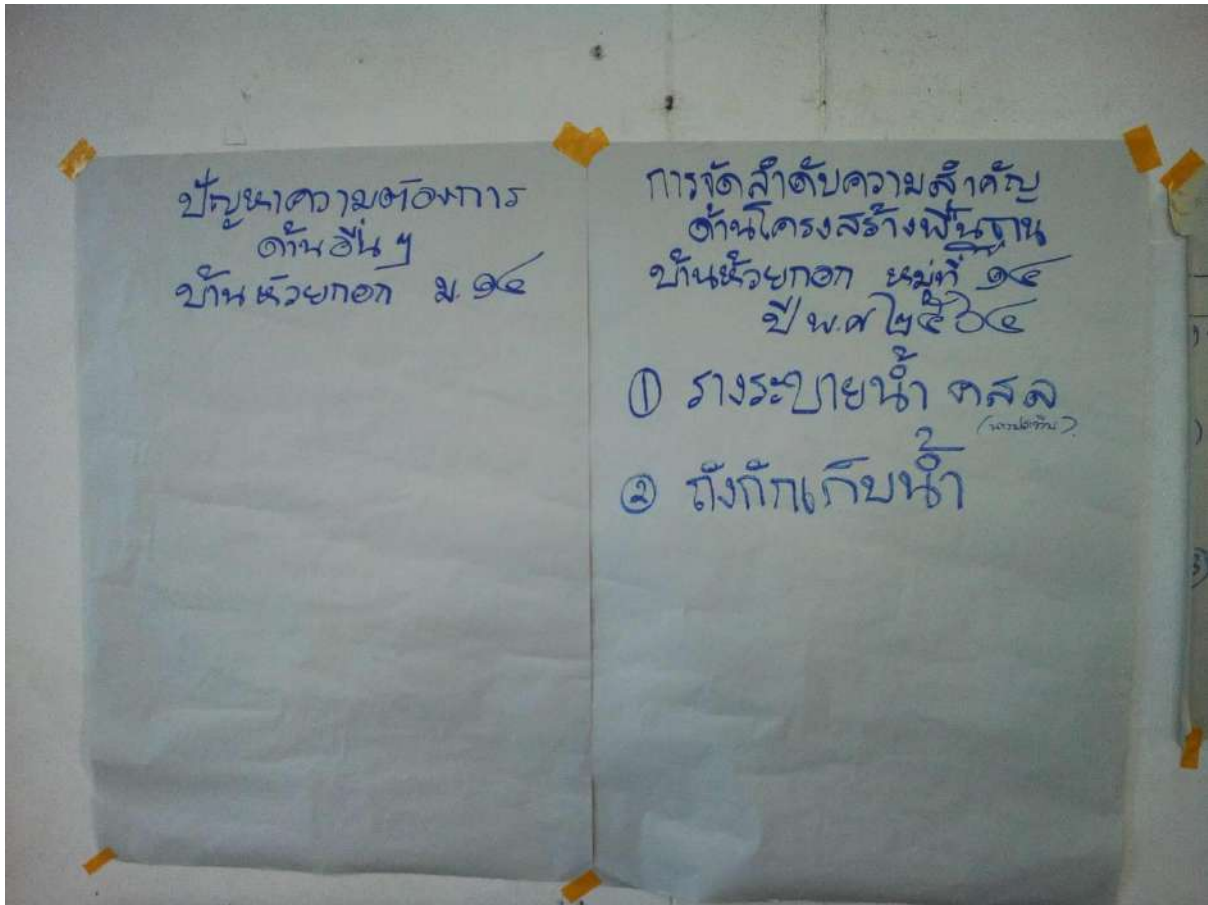 ปัญหาความต้องการ
ด้านอื่น ๆ
บ้านห้วยกอก ม.๑๔
การจัดลำดับความสำคัญ
ด้านโครงสร้างพื้นฐาน
บ้านห้วยกอก หมู่ที่ ๑๔
ปี พ.ศ ๒๕๖๔
① รางระบายน้ำ คสล
② ถังกักเก็บน้ำ